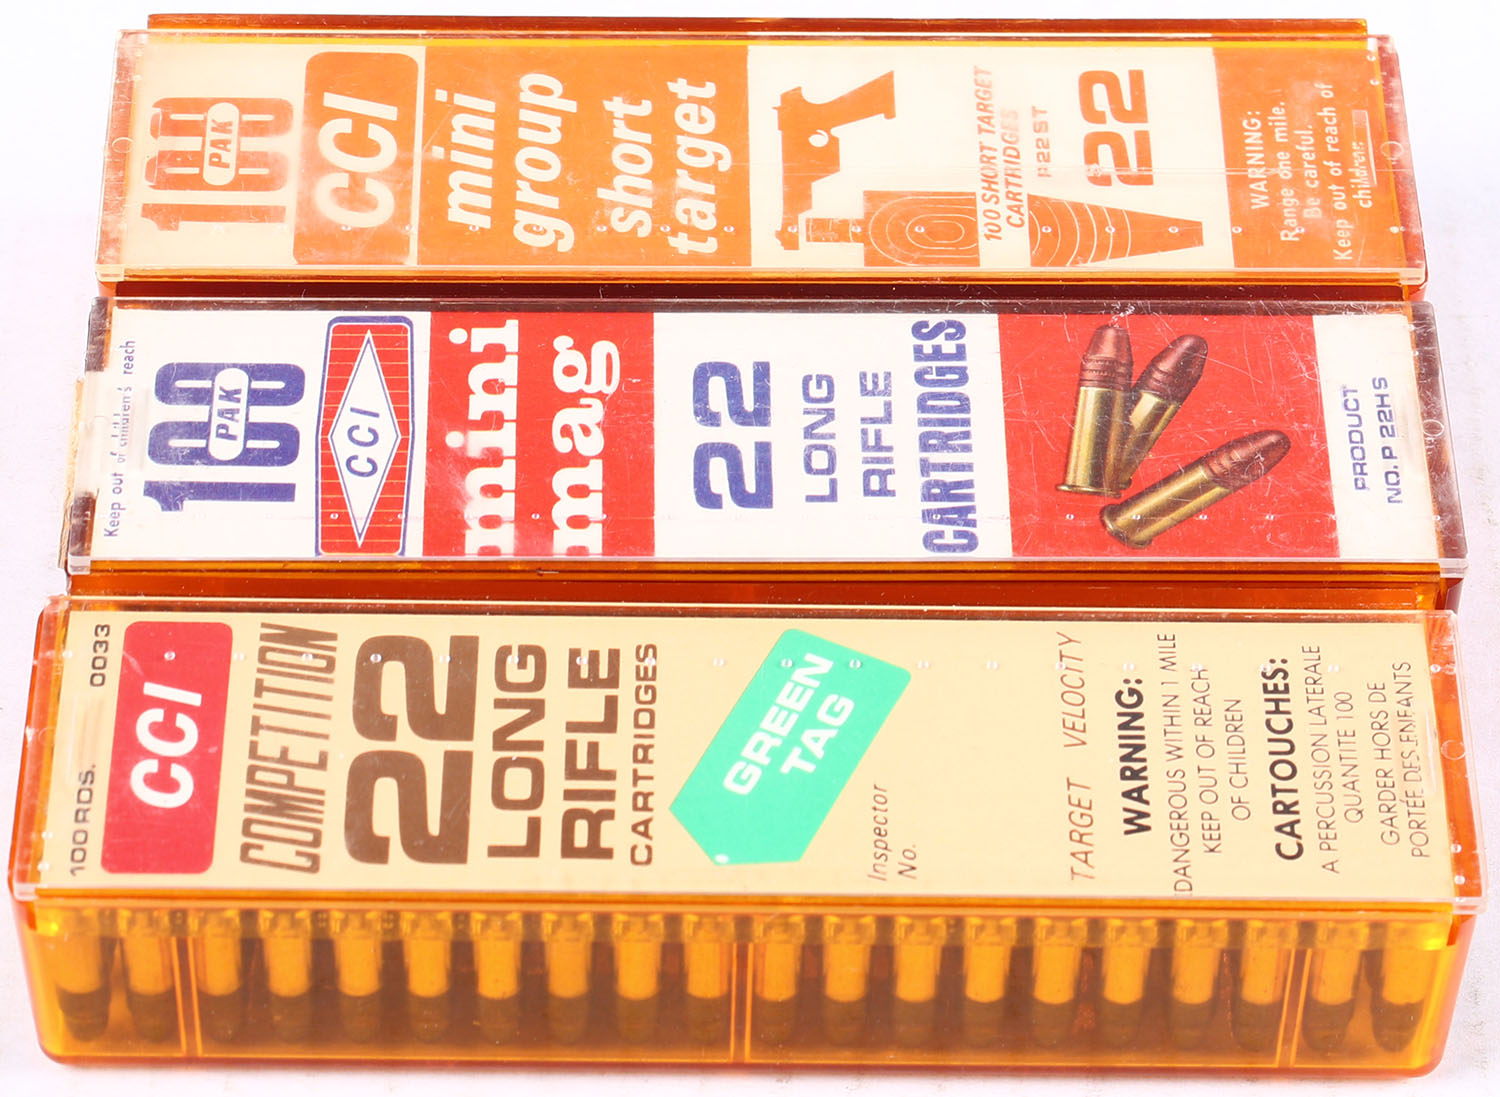 100
PAK
CCI
mini
group
short
target
100 SHORT TARGET
CARTRIDGES
P22ST
22
WARNING:
Range one mile.
Be careful.
Keep out of reach of
children.
Keep out of children's reach
100
PAK
CCI
mini
mag
22
LONG
RIFLE
CARTRIDGES
PRODUCT
NO. P 22HS
100 RDS. 0033
CCI
COMPETITION
22
LONG
RIFLE
CARTRIDGES
GREEN
TAG
Inspector
No.
TARGET VELOCITY
WARNING:
DANGEROUS WITHIN 1 MILE
KEEP OUT OF REACH
OF CHILDREN
CARTOUCHES:
A PERCUSSION LATERALE
QUANTITE 100
GARDER HORS DE
PORTÉE DES ENFANTS